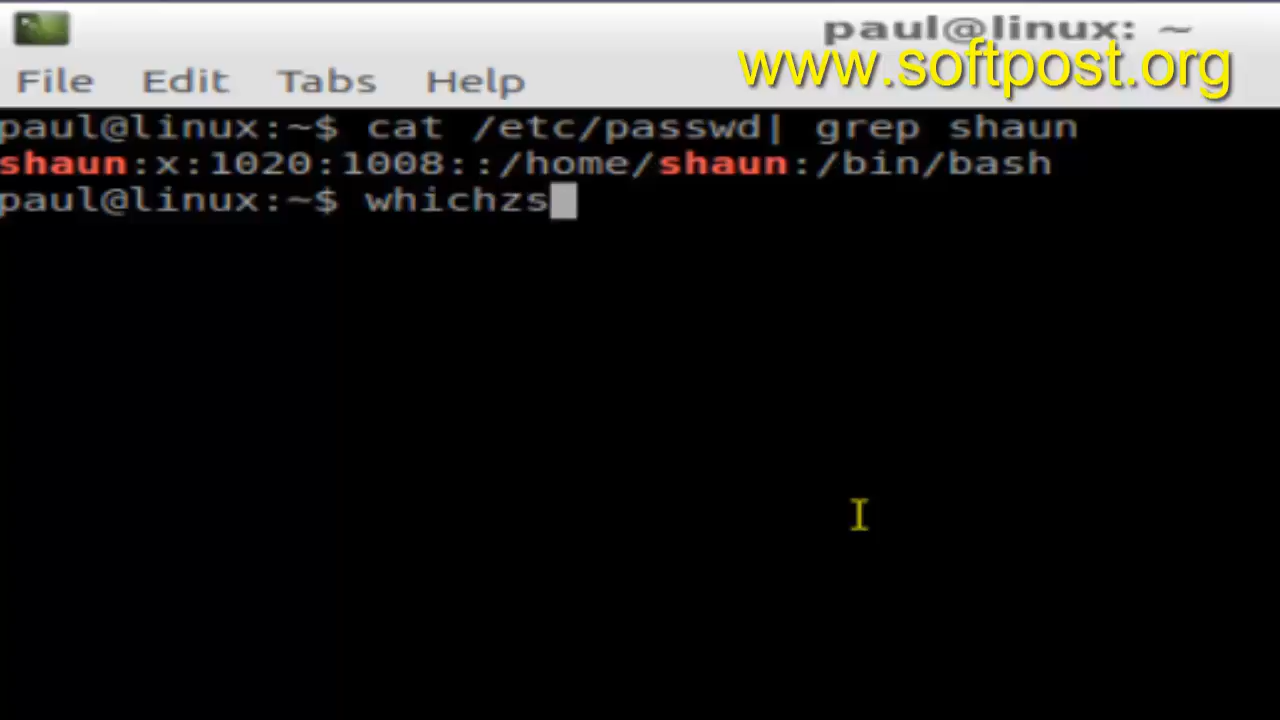 paul@linux: ~
www.softpost.org
File Edit Tabs Help
paul@linux:~$ cat /etc/passwd| grep shaun
shaun:x:1020:1008::/home/shaun:/bin/bash
paul@linux:~$ whichzs